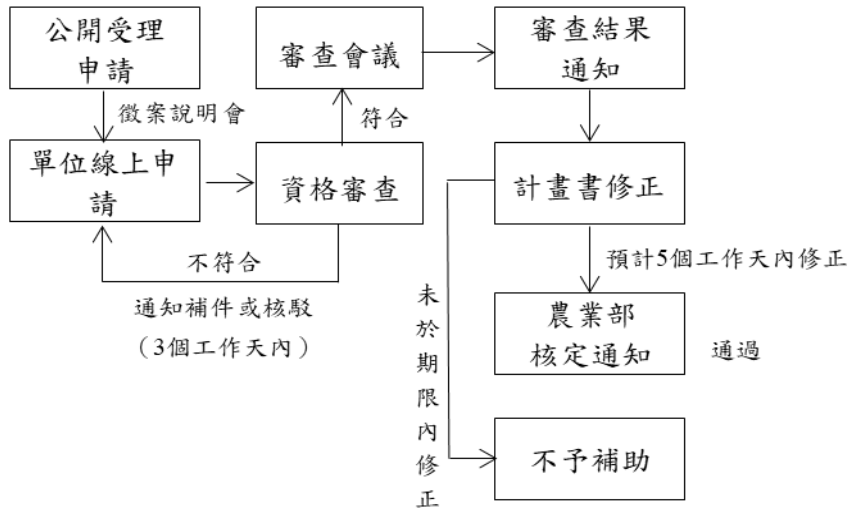 公開受理
申請
徵案說明會
單位線上申
請
資格審查
不符合
通知補件或核駁
（3個工作天內）
符合
審查會議
審查結果
通知
計畫書修正
預計5個工作天內修正
農業部
核定通知
通過
未於期限內修正
不予補助